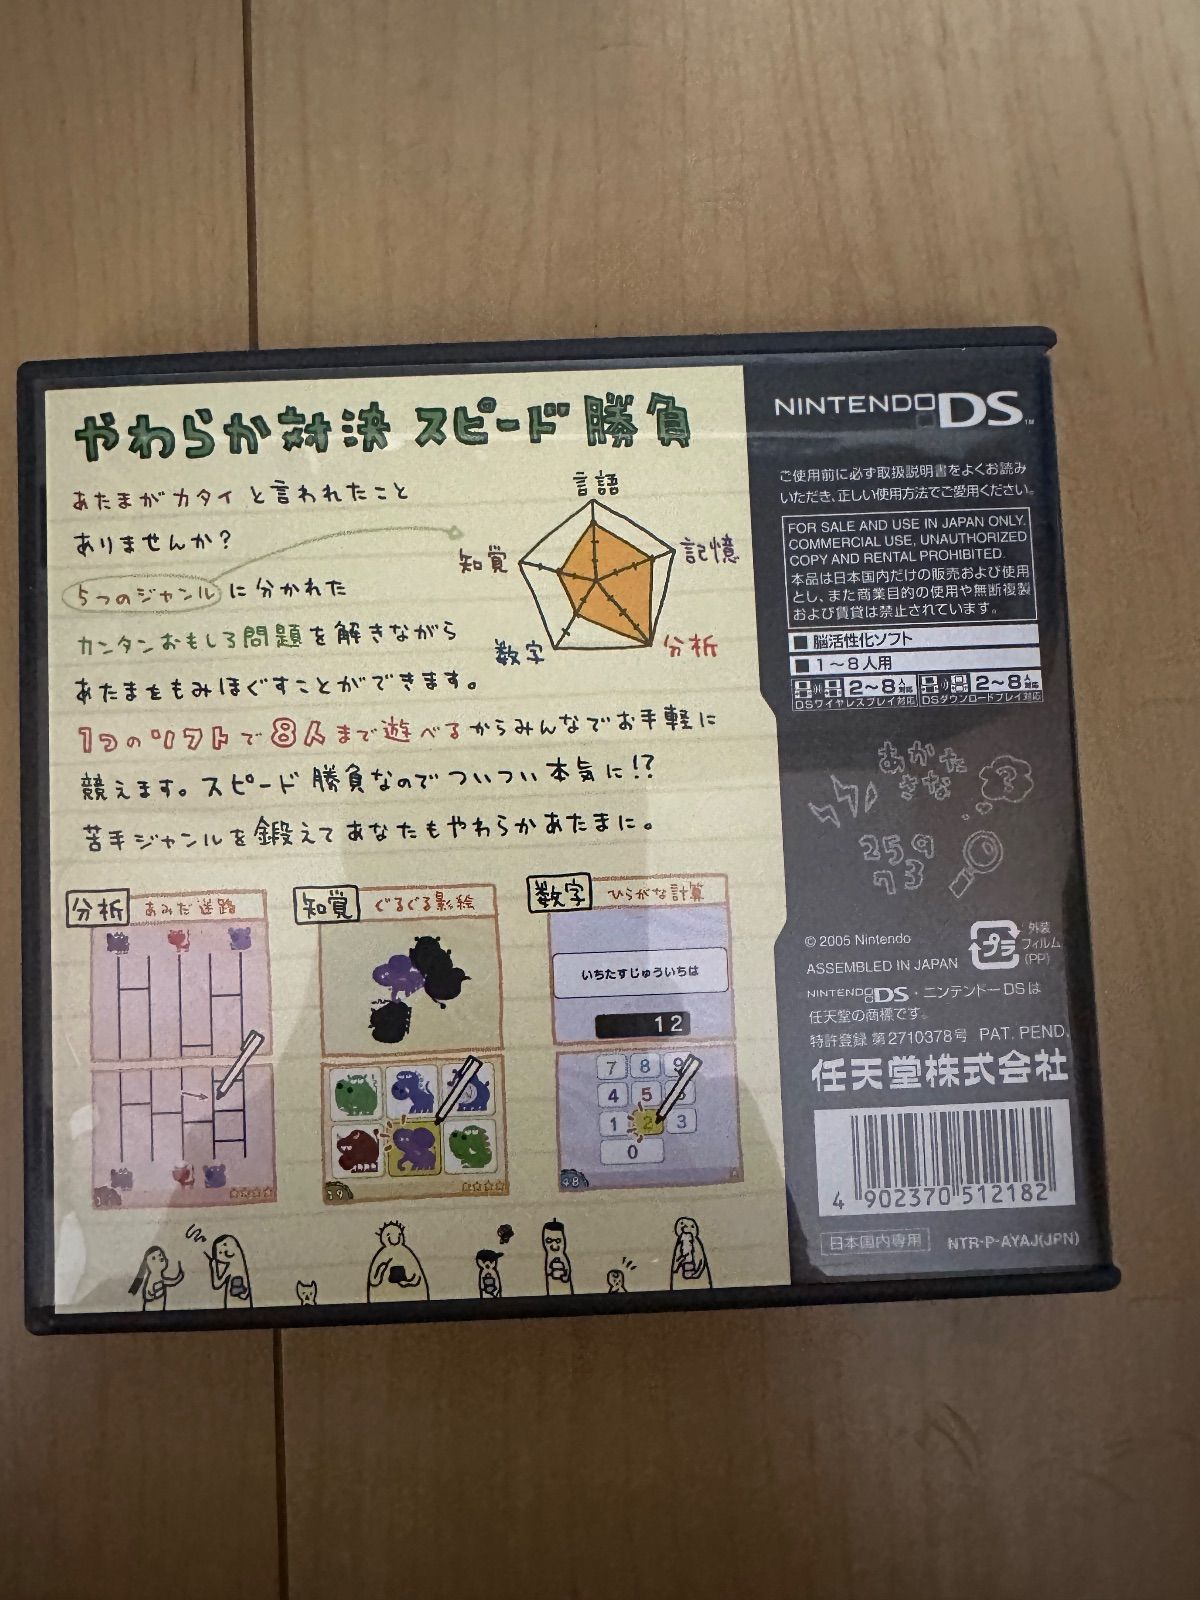 やわらか対決 スピード勝負
あたまがカタイと言われたこと
ありませんか?
5つのジャンルに分かれた
カンタンおもしろ問題を解きながら
あたまをもみほぐすことができます。
1つのソフトで8人まで遊べるからみんなでお手軽に
競えます。スピード勝負なのでついつい本気に!?
苦手ジャンルを鍛えてあなたもやわらかあたまに。
言語
記憶
知覚
数字
分析
分析 あみだ迷路
知覚 ぐるぐる影絵
19
数字 ひらがな計算
いちたすじゅういちは
12
7 8 9
4 5
1 2 3
0
48
NINTENDO DS™
ご使用前に必ず取扱説明書をよくお読み
いただき、正しい使用方法でご愛用ください。
FOR SALE AND USE IN JAPAN ONLY.
COMMERCIAL USE, UNAUTHORIZED
COPY AND RENTAL PROHIBITED.
本品は日本国内だけの販売および使用
とし、また商業目的の使用や無断複製
および賃貸は禁止されています。
■脳活性化ソフト
■1〜8人用
2〜8人対応 2〜8人対応
DSワイヤレスプレイ対応 DSダウンロードプレイ対応
あかた
さな
?
259
73
© 2005 Nintendo
ASSEMBLED IN JAPAN
プラ
外装
フィルム
(PP)
NINTENDO DS・ニンテンドーDSは
任天堂の商標です。
特許登録 第2710378号 PAT. PEND.
任天堂株式会社
4 902370 512182
日本国内専用 NTR-P-AYAJ(JPN)